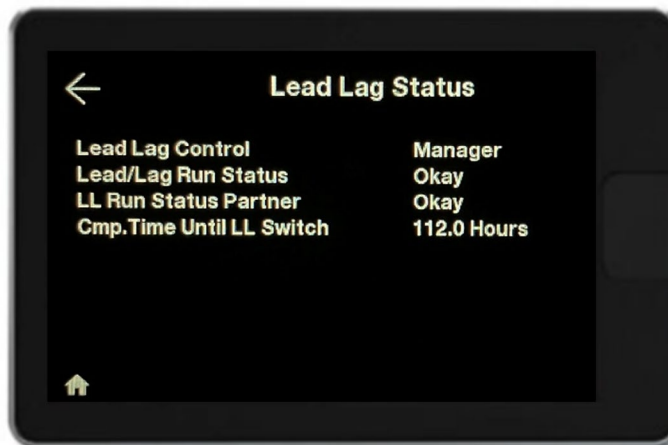 Lead Lag Status
Lead Lag Control Manager
Lead/Lag Run Status Okay
LL Run Status Partner Okay
Cmp.Time Until LL Switch 112.0 Hours